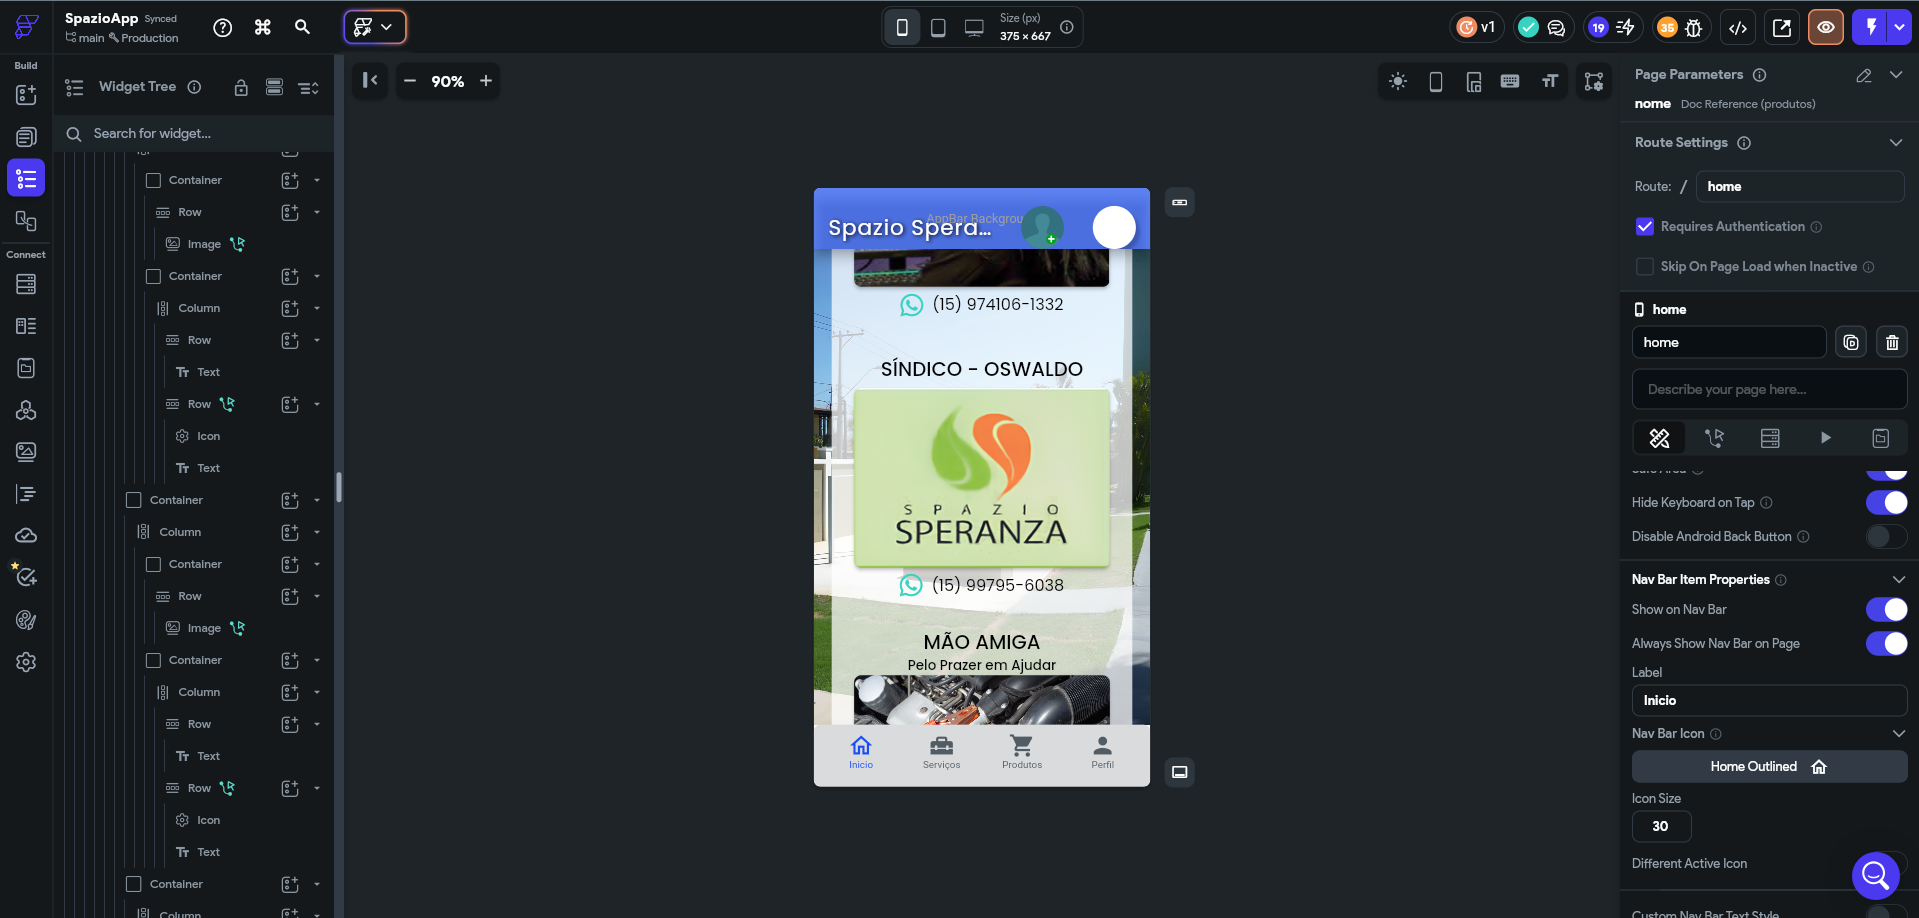 SpazioApp Synced
main Production
Size (px)
375 × 667
v1
19
35
Build
Connect
Widget Tree
Search for widget...
Container
Row
Image
Container
Column
Row
Text
Row
Icon
Text
Container
Column
Container
Row
Image
Container
Column
Row
Text
Row
Icon
Text
Container
Column
90%
AppBar Backgrou
Spazio Spera...
(15) 974106-1332
SÍNDICO - OSWALDO
SPAZIO
SPERANZA
(15) 99795-6038
MÃO AMIGA
Pelo Prazer em Ajudar
Inicio Serviços Produtos Perfil
Page Parameters
nome Doc Reference (produtos)
Route Settings
Route: / home
Requires Authentication
Skip On Page Load when Inactive
home
home
Describe your page here...
Safe Area
Hide Keyboard on Tap
Disable Android Back Button
Nav Bar Item Properties
Show on Nav Bar
Always Show Nav Bar on Page
Label
Inicio
Nav Bar Icon
Home Outlined
Icon Size
30
Different Active Icon
Custom Nav Bar Text Style